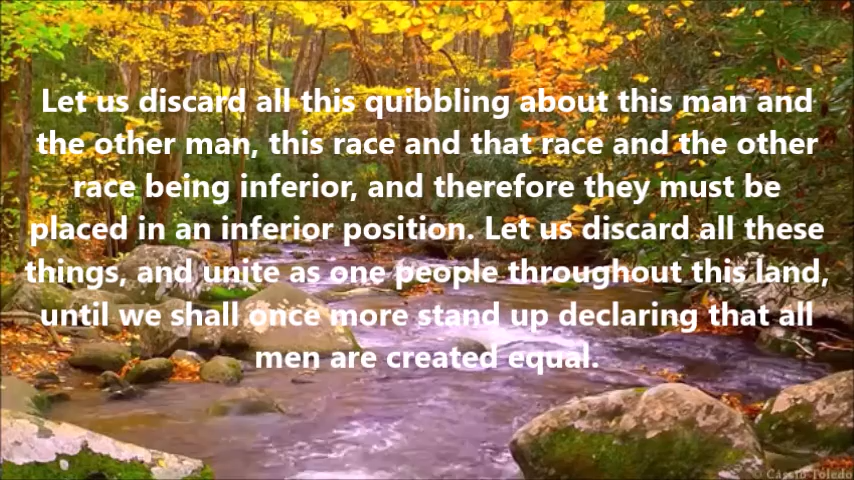 Let us discard all this quibbling about this man and
the other man, this race and that race and the other
race being inferior, and therefore they must be
placed in an inferior position. Let us discard all these
things, and unite as one people throughout this land,
until we shall once more stand up declaring that all
men are created equal.
© Cássio Toledo